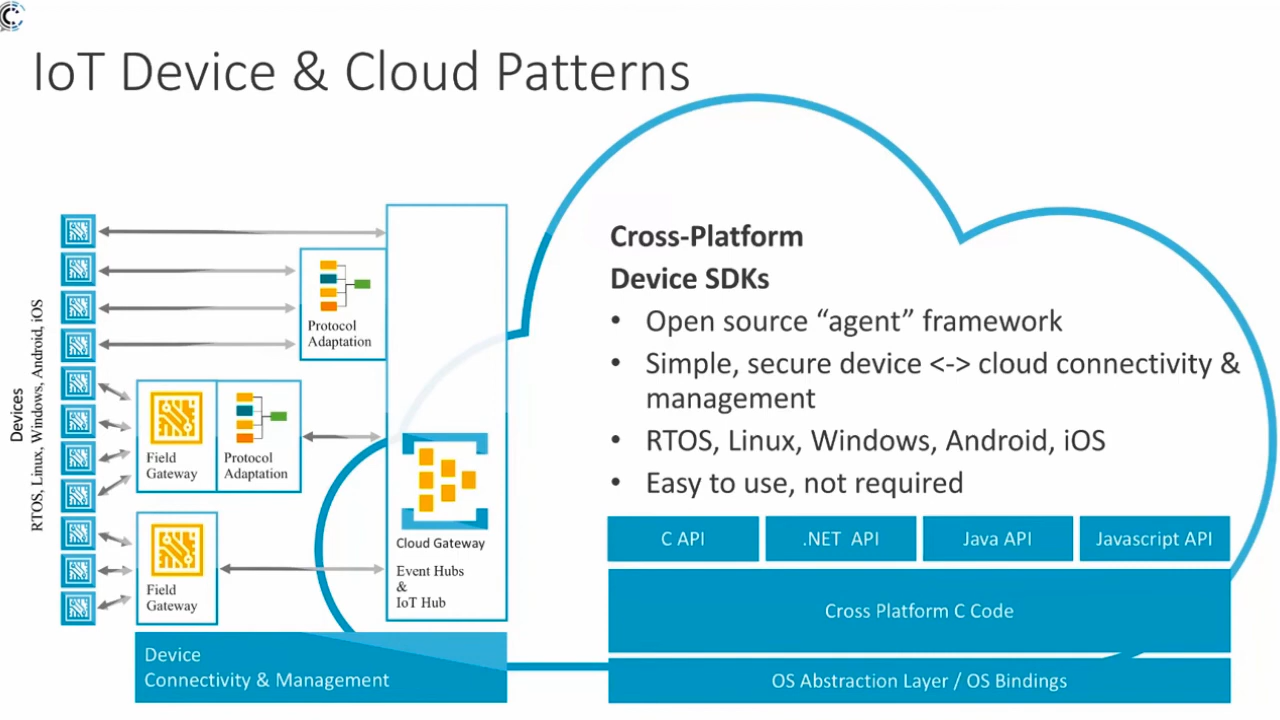 IoT Device & Cloud Patterns
Devices
RTOS, Linux, Windows, Android, iOS
Protocol
Adaptation
Field
Gateway
Protocol
Adaptation
Field
Gateway
Cloud Gateway
Event Hubs
&
IoT Hub
Device
Connectivity & Management
Cross-Platform
Device SDKs
• Open source “agent” framework
• Simple, secure device <-> cloud connectivity &
management
• RTOS, Linux, Windows, Android, iOS
• Easy to use, not required
C API
.NET API
Java API
Javascript API
Cross Platform C Code
OS Abstraction Layer / OS Bindings